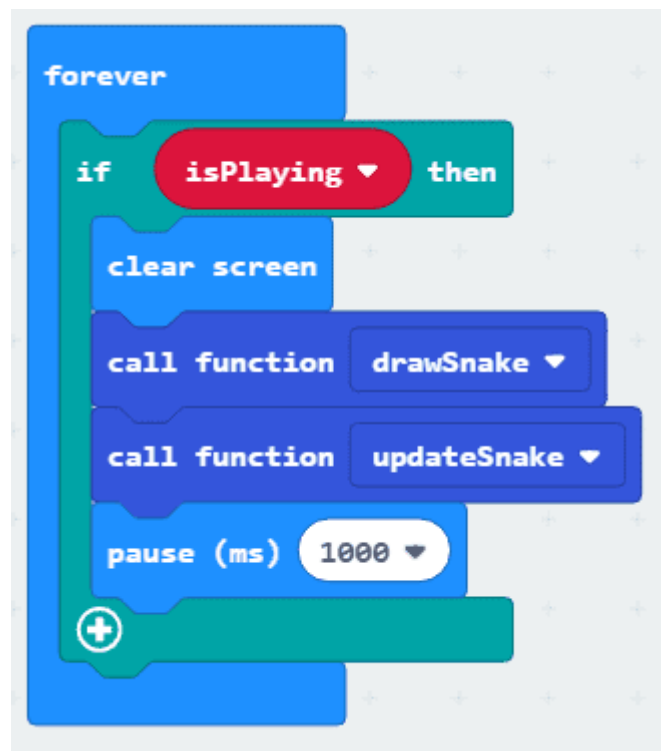 forever
if isPlaying then
clear screen
call function drawSnake
call function updateSnake
pause (ms) 1000